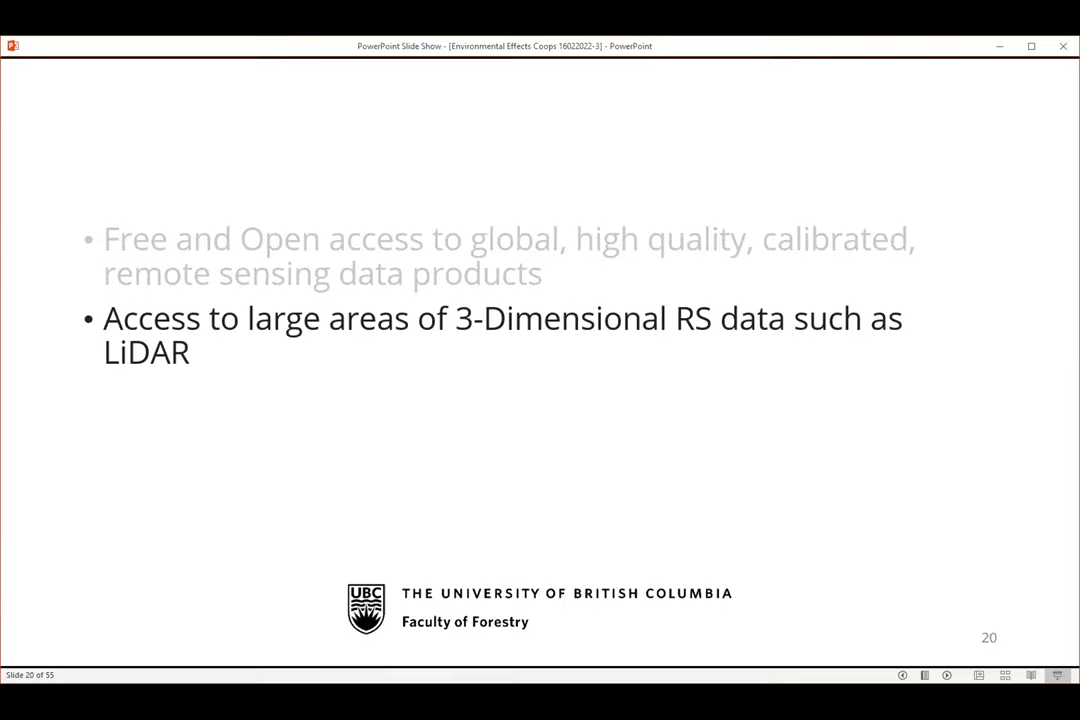 PowerPoint Slide Show - [Environmental Effects Coops 16022022-3] - PowerPoint
• Free and Open access to global, high quality, calibrated,
remote sensing data products
• Access to large areas of 3-Dimensional RS data such as
LiDAR
UBC
THE UNIVERSITY OF BRITISH COLUMBIA
Faculty of Forestry
20
Slide 20 of 55